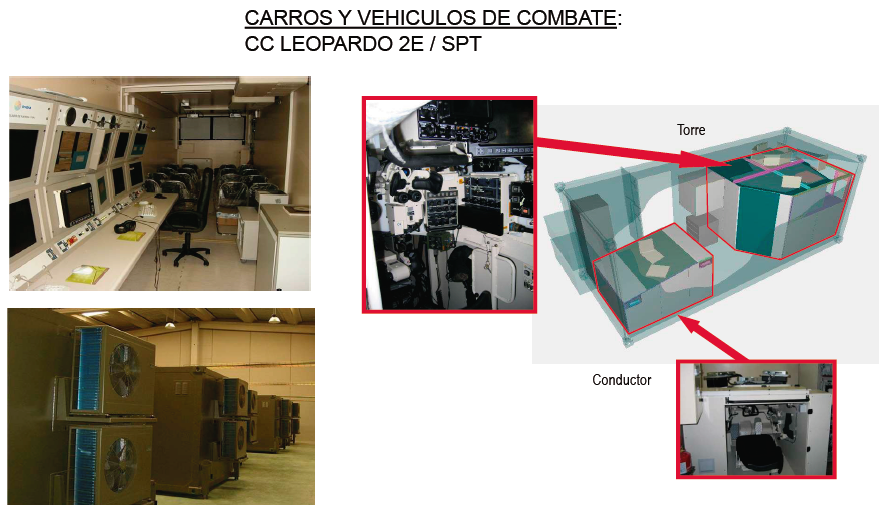 CARROS Y VEHICULOS DE COMBATE:
CC LEOPARDO 2E / SPT
Torre
Conductor